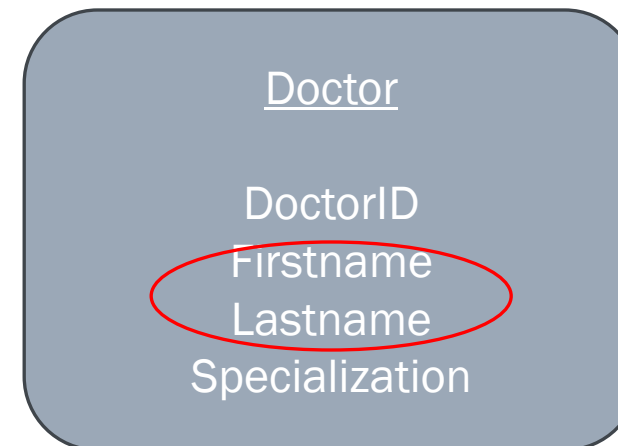 Doctor
DoctorID
Firstname
Lastname
Specialization